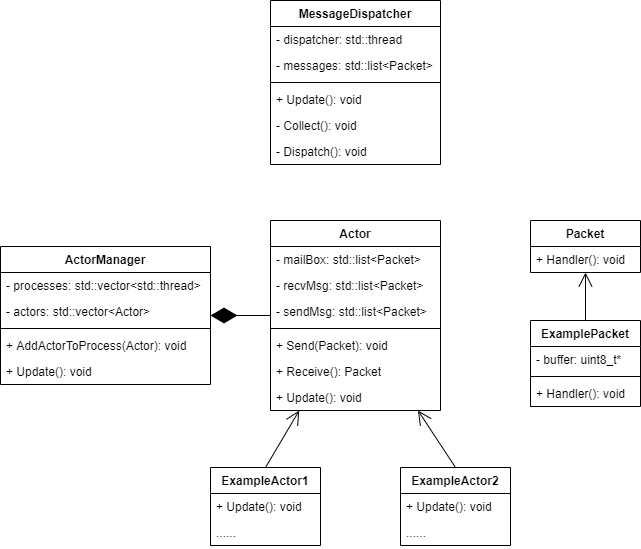 MessageDispatcher
- dispatcher: std::thread
- messages: std::list<Packet>
+ Update(): void
- Collect(): void
- Dispatch(): void
ActorManager
- processes: std::vector<std::thread>
- actors: std::vector<Actor>
+ AddActorToProcess(Actor): void
+ Update(): void
Actor
- mailBox: std::list<Packet>
- recvMsg: std::list<Packet>
- sendMsg: std::list<Packet>
+ Send(Packet): void
+ Receive(): Packet
+ Update(): void
Packet
+ Handler(): void
ExamplePacket
- buffer: uint8_t*
+ Handler(): void
ExampleActor1
+ Update(): void
......
ExampleActor2
+ Update(): void
......